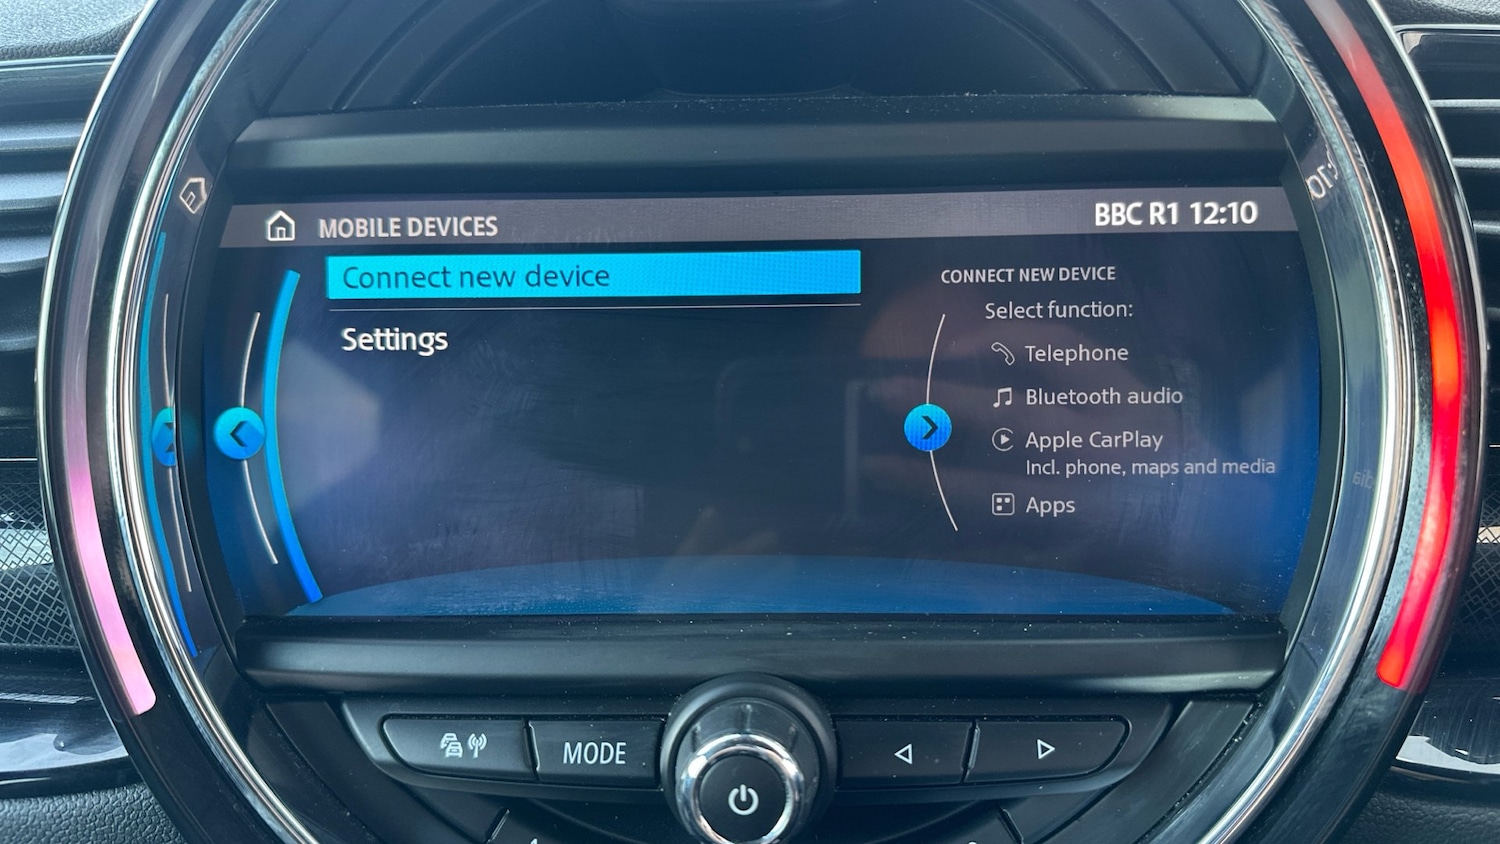 MOBILE DEVICES
BBC R1 12:10
Connect new device
Settings
CONNECT NEW DEVICE
Select function:
Telephone
Bluetooth audio
Apple CarPlay
Incl. phone, maps and media
Apps
MODE